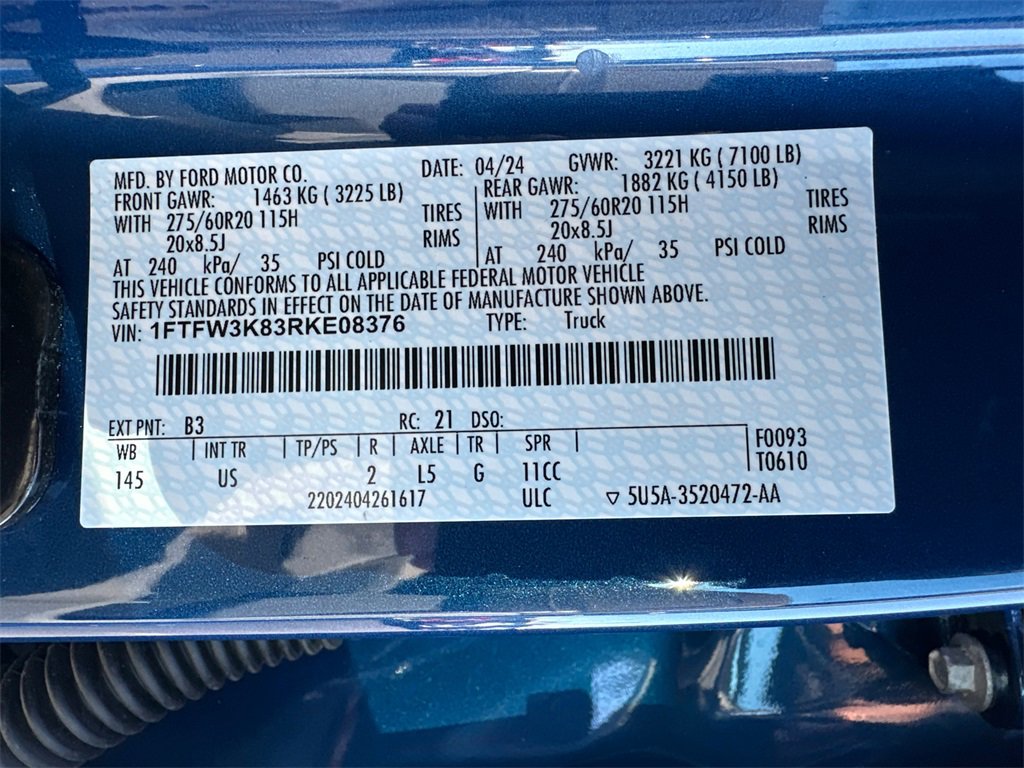 MFD. BY FORD MOTOR CO. DATE: 04/24 GVWR: 3221 KG ( 7100 LB)
FRONT GAWR: 1463 KG ( 3225 LB) REAR GAWR: 1882 KG ( 4150 LB)
WITH 275/60R20 115H TIRES WITH 275/60R20 115H TIRES
20x8.5J RIMS 20x8.5J RIMS
AT 240 kPa/ 35 PSI COLD AT 240 kPa/ 35 PSI COLD
THIS VEHICLE CONFORMS TO ALL APPLICABLE FEDERAL MOTOR VEHICLE
SAFETY STANDARDS IN EFFECT ON THE DATE OF MANUFACTURE SHOWN ABOVE.
VIN: 1FTFW3K83RKE08376 TYPE: Truck
EXT PNT: B3 RC: 21 DSO:
WB INT TR TP/PS R AXLE TR SPR F0093
145 US 2 L5 G 11CC T0610
2202404261617 ULC ▽ 5U5A-3520472-AA